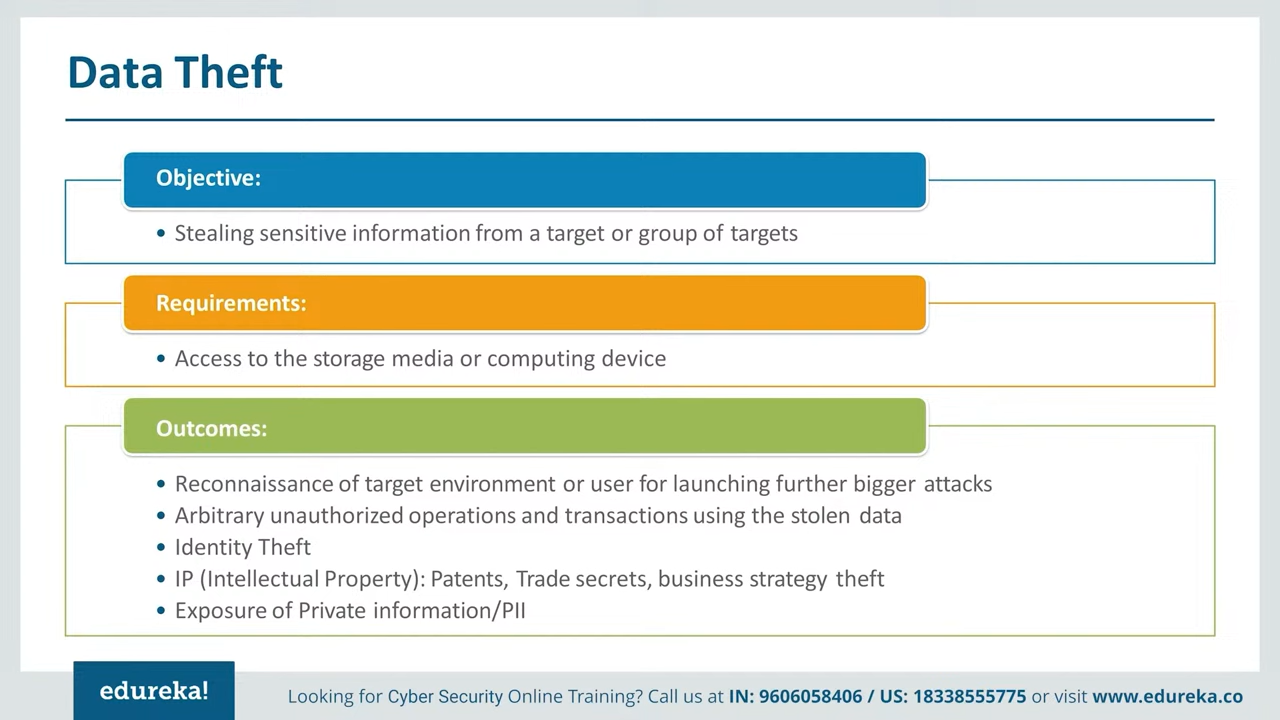 Data Theft
Objective:
• Stealing sensitive information from a target or group of targets
Requirements:
• Access to the storage media or computing device
Outcomes:
• Reconnaissance of target environment or user for launching further bigger attacks
• Arbitrary unauthorized operations and transactions using the stolen data
• Identity Theft
• IP (Intellectual Property): Patents, Trade secrets, business strategy theft
• Exposure of Private information/PII
edureka!
Looking for Cyber Security Online Training? Call us at IN: 9606058406 / US: 18338555775 or visit www.edureka.co